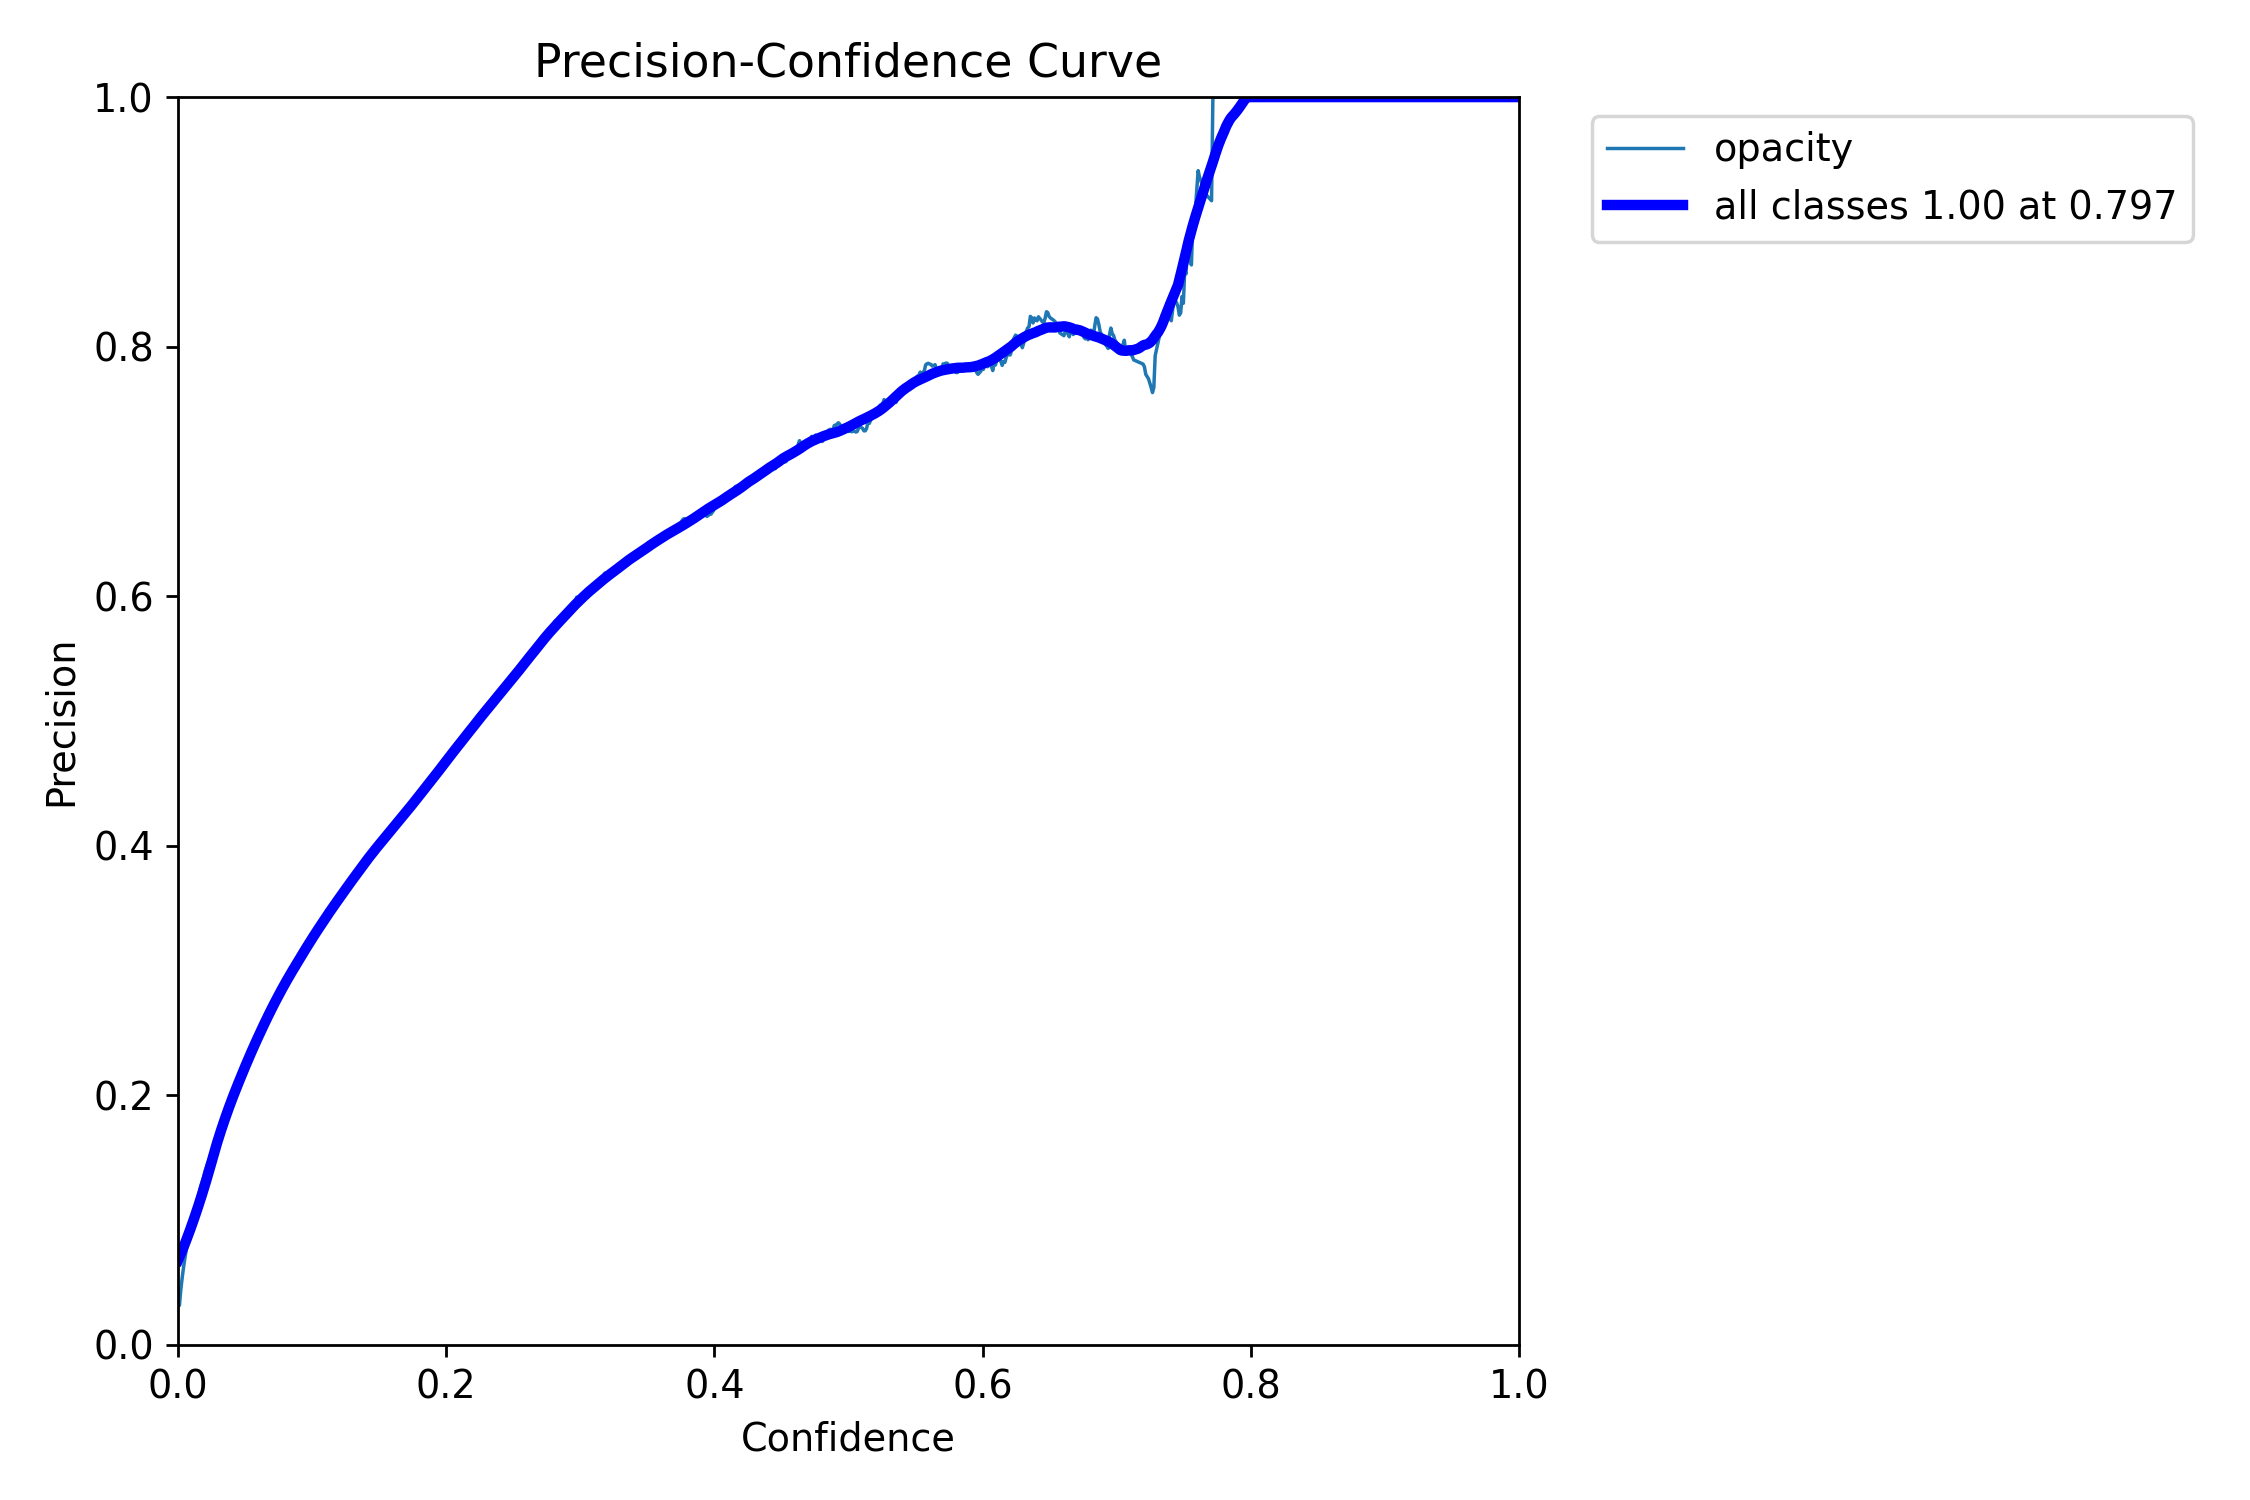 Precision-Confidence Curve
opacity
all classes 1.00 at 0.797
Precision
1.0
0.8
0.6
0.4
0.2
0.0
0.0 0.2 0.4 0.6 0.8 1.0
Confidence